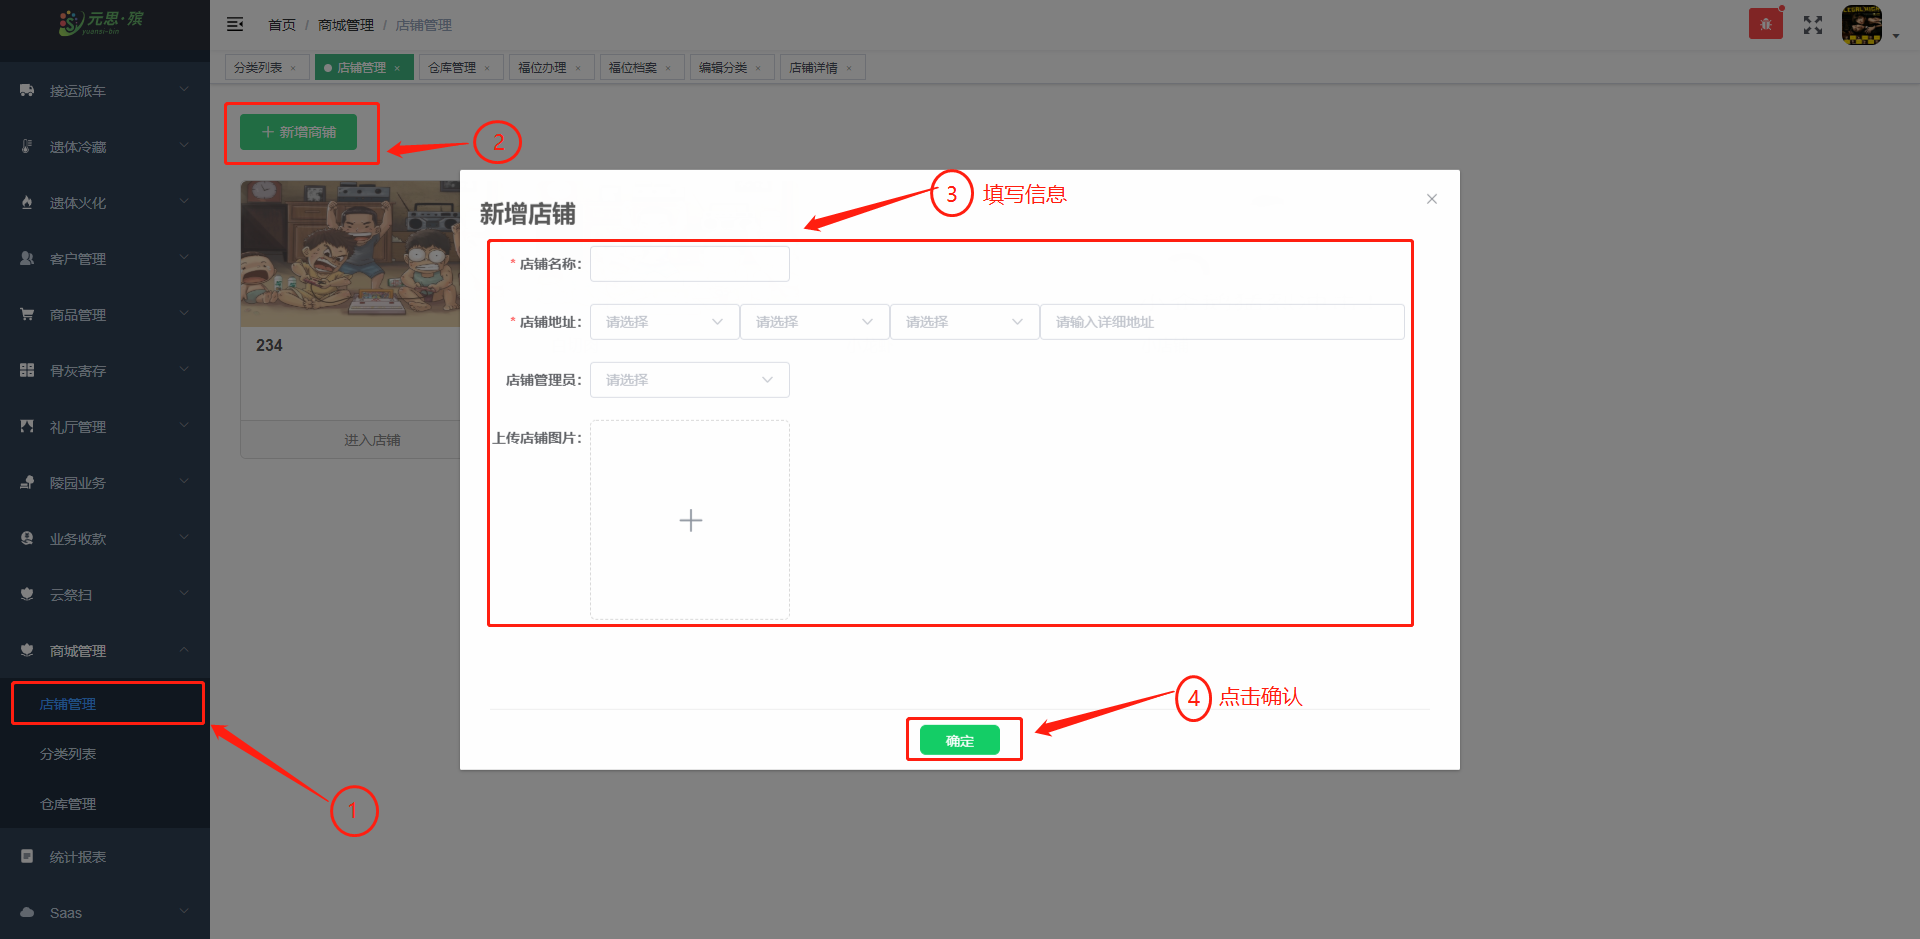 元思·殡
yuansi-bin
首页 / 商城管理 / 店铺管理
分类列表 ×
店铺管理 ×
仓库管理 ×
福位办理 ×
福位档案 ×
编辑分类 ×
店铺详情 ×
接运派车
遗体冷藏
遗体火化
客户管理
商品管理
骨灰寄存
礼厅管理
陵园业务
业务收款
云祭扫
商城管理
店铺管理
分类列表
仓库管理
统计报表
Saas
1
+ 新增商铺
2
234
进入店铺
新增店铺
3 填写信息
* 店铺名称:
* 店铺地址: 请选择 请选择 请选择 请输入详细地址
店铺管理员: 请选择
上传店铺图片:
4 点击确认
确定